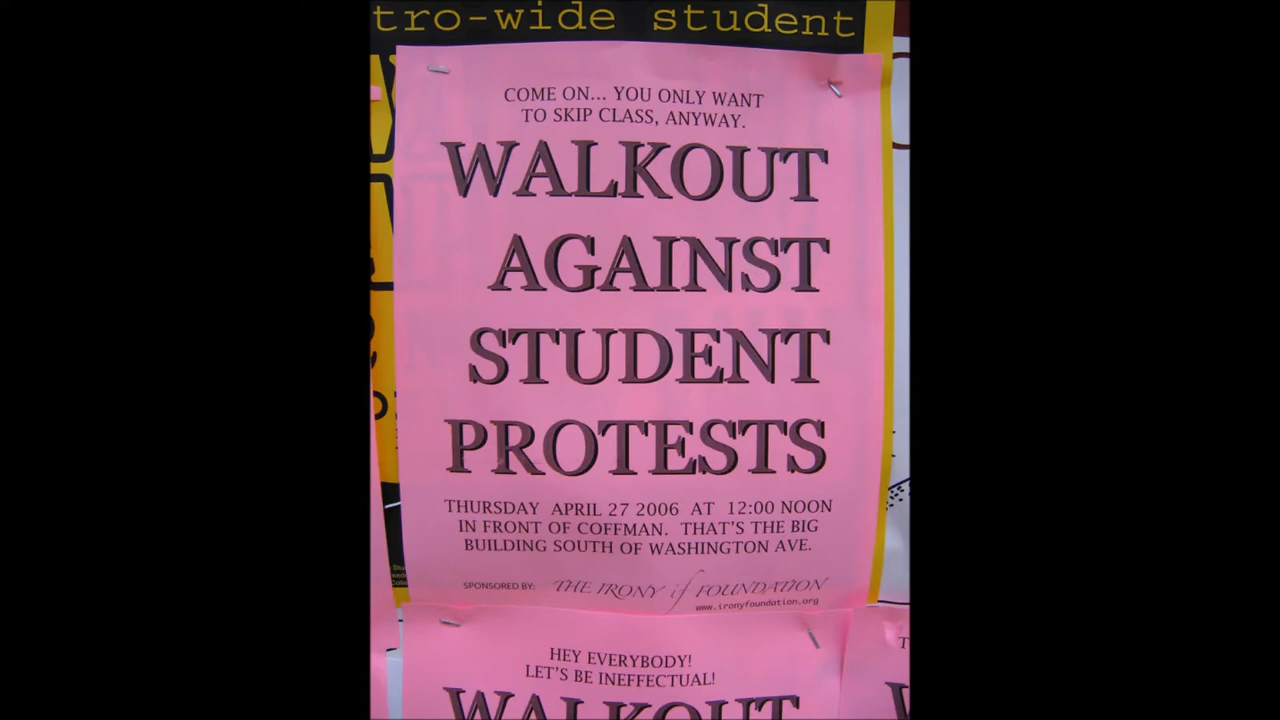 tro-wide student
COME ON... YOU ONLY WANT
TO SKIP CLASS, ANYWAY.
WALKOUT
AGAINST
STUDENT
PROTESTS
THURSDAY APRIL 27 2006 AT 12:00 NOON
IN FRONT OF COFFMAN. THAT'S THE BIG
BUILDING SOUTH OF WASHINGTON AVE.
SPONSORED BY: THE IRONY if FOUNDATION
www.ironyfoundation.org
HEY EVERYBODY!
LET'S BE INEFFECTUAL!
WALKOUT